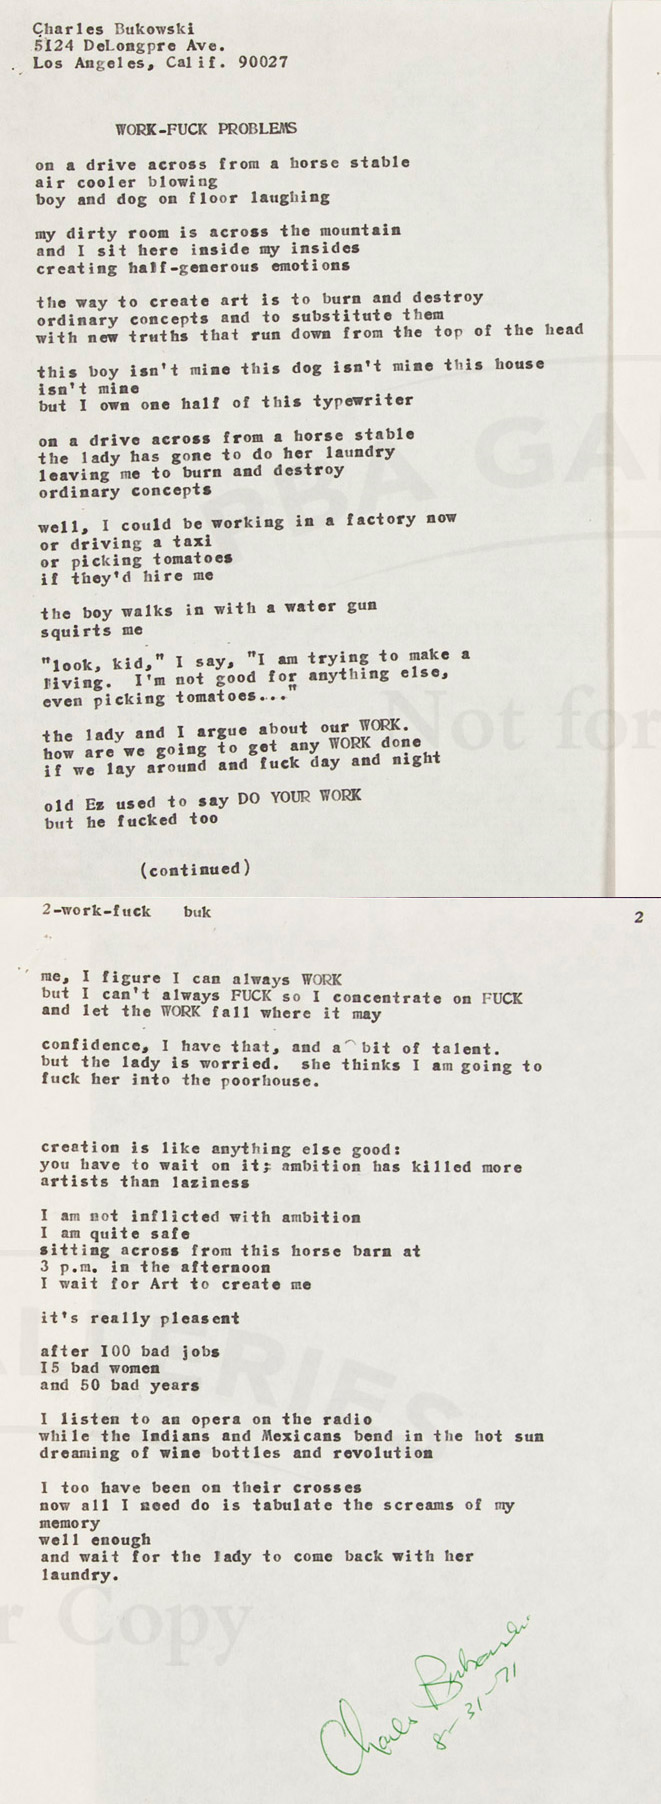 Charles Bukowski
5I24 DeLongpre Ave.
Los Angeles, Calif. 90027
WORK-FUCK PROBLEMS
on a drive across from a horse stable
air cooler blowing
boy and dog on floor laughing
my dirty room is across the mountain
and I sit here inside my insides
creating half-generous emotions
the way to create art is to burn and destroy
ordinary concepts and to substitute them
with new truths that run down from the top of the head
this boy isn't mine this dog isn't mine this house
isn't mine
but I own one half of this typewriter
on a drive across from a horse stable
the lady has gone to do her laundry
leaving me to burn and destroy
ordinary concepts
well, I could be working in a factory now
or driving a taxi
or picking tomatoes
if they'd hire me
the boy walks in with a water gun
squirts me
"look, kid," I say, "I am trying to make a
living. I'm not good for anything else,
even picking tomatoes..."
the lady and I argue about our WORK.
how are we going to get any WORK done
if we lay around and fuck day and night
old Ez used to say DO YOUR WORK
but he fucked too
(continued)
PBA GA
Not for
2-work-fuck buk
2
me, I figure I can always WORK
but I can't always FUCK so I concentrate on FUCK
and let the WORK fall where it may
confidence, I have that, and a bit of talent.
but the lady is worried. she thinks I am going to
fuck her into the poorhouse.
creation is like anything else good:
you have to wait on it; ambition has killed more
artists than laziness
I am not inflicted with ambition
I am quite safe
sitting across from this horse barn at
3 p.m. in the afternoon
I wait for Art to create me
it's really pleasent
after I00 bad jobs
I5 bad women
and 50 bad years
I listen to an opera on the radio
while the Indians and Mexicans bend in the hot sun
dreaming of wine bottles and revolution
I too have been on their crosses
now all I need do is tabulate the screams of my
memory
well enough
and wait for the lady to come back with her
laundry.
ALLERIES
r Copy
Charles Bukowski
8-31-71